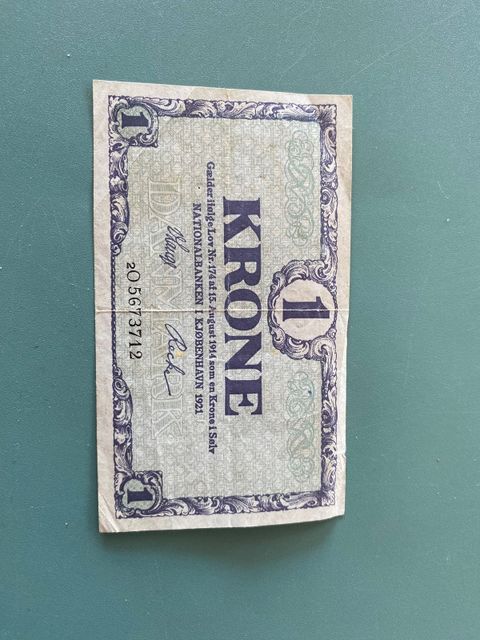 1
KRONE
Gælder ifølge Lov Nr. 174 af 15. August 1914 som en Krone i Sølv
NATIONALBANKEN I KJØBENHAVN 1921
DANMARK
2O 5673712
1
1